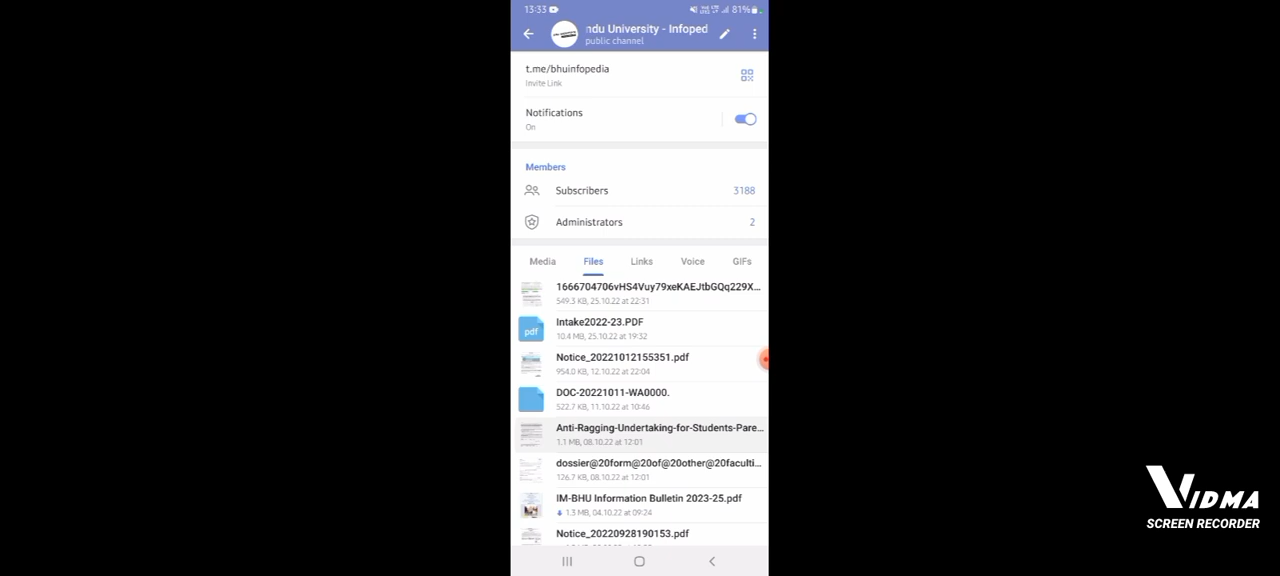 13:33 81%
ndu University - Infoped
public channel
t.me/bhuinfopedia
Invite Link
Notifications
On
Members
Subscribers 3188
Administrators 2
Media Files Links Voice GIFs
1666704706vHS4Vuy79xeKAEJtbGQq229X...
549.3 KB, 25.10.22 at 22:31
pdf
Intake2022-23.PDF
10.4 MB, 25.10.22 at 19:32
Notice_20221012155351.pdf
954.0 KB, 12.10.22 at 22:04
DOC-20221011-WA0000.
522.7 KB, 11.10.22 at 10:46
Anti-Ragging-Undertaking-for-Students-Pare...
1.1 MB, 08.10.22 at 12:01
dossier@20form@20of@20other@20faculti...
126.7 KB, 08.10.22 at 12:01
IM-BHU Information Bulletin 2023-25.pdf
1.3 MB, 04.10.22 at 09:24
Notice_20220928190153.pdf
VIDMA
SCREEN RECORDER